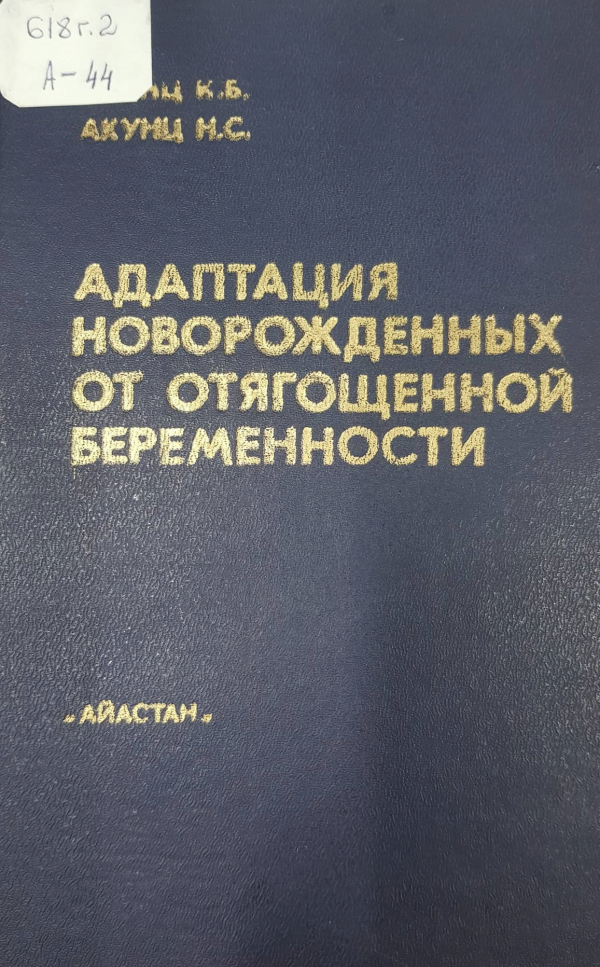 618г.2
А-44
К.Б.
АКУНЦ Н.С.
АДАПТАЦИЯ
НОВОРОЖДЕННЫХ
ОТ ОТЯГОЩЕННОЙ
БЕРЕМЕННОСТИ
„АЙАСТАН„